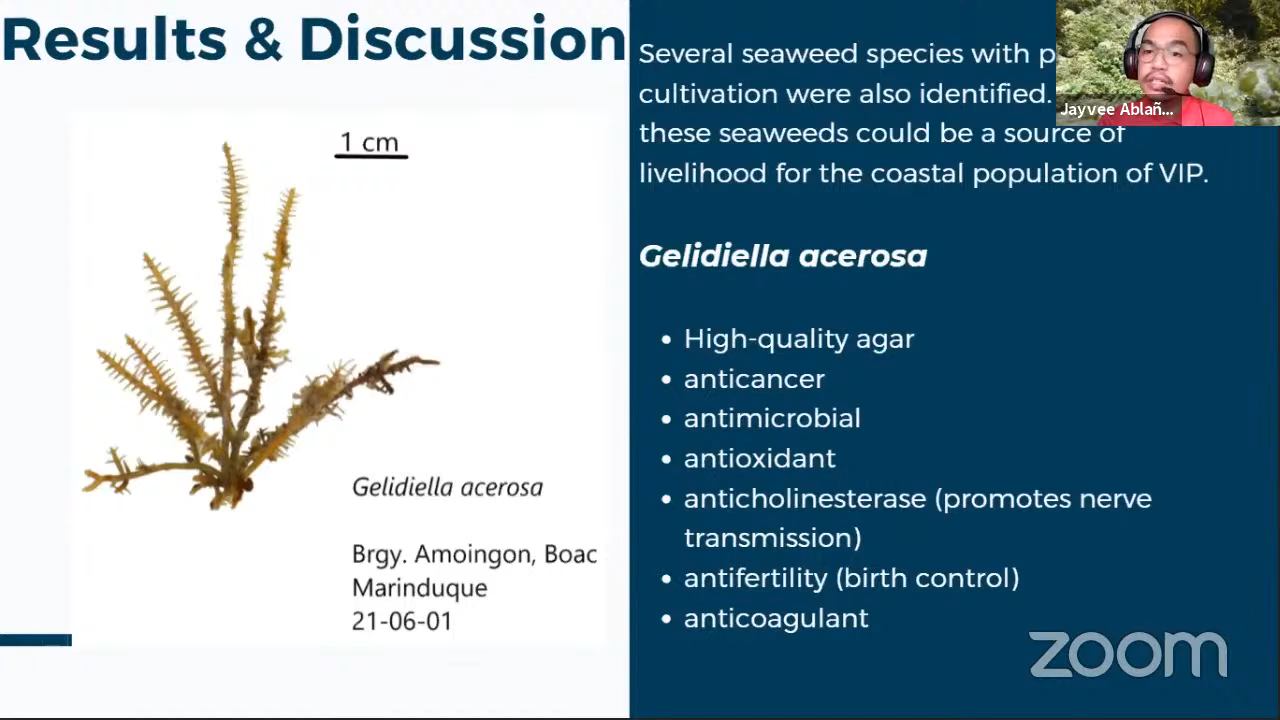 Results & Discussion
1 cm
Gelidiella acerosa
Brgy. Amoingon, Boac
Marinduque
21-06-01
Several seaweed species with
cultivation were also identified.
these seaweeds could be a source of
livelihood for the coastal population of VIP.
Gelidiella acerosa
• High-quality agar
• anticancer
• antimicrobial
• antioxidant
• anticholinesterase (promotes nerve
transmission)
• antifertility (birth control)
• anticoagulant
Jayvee Ablañ...
zoom